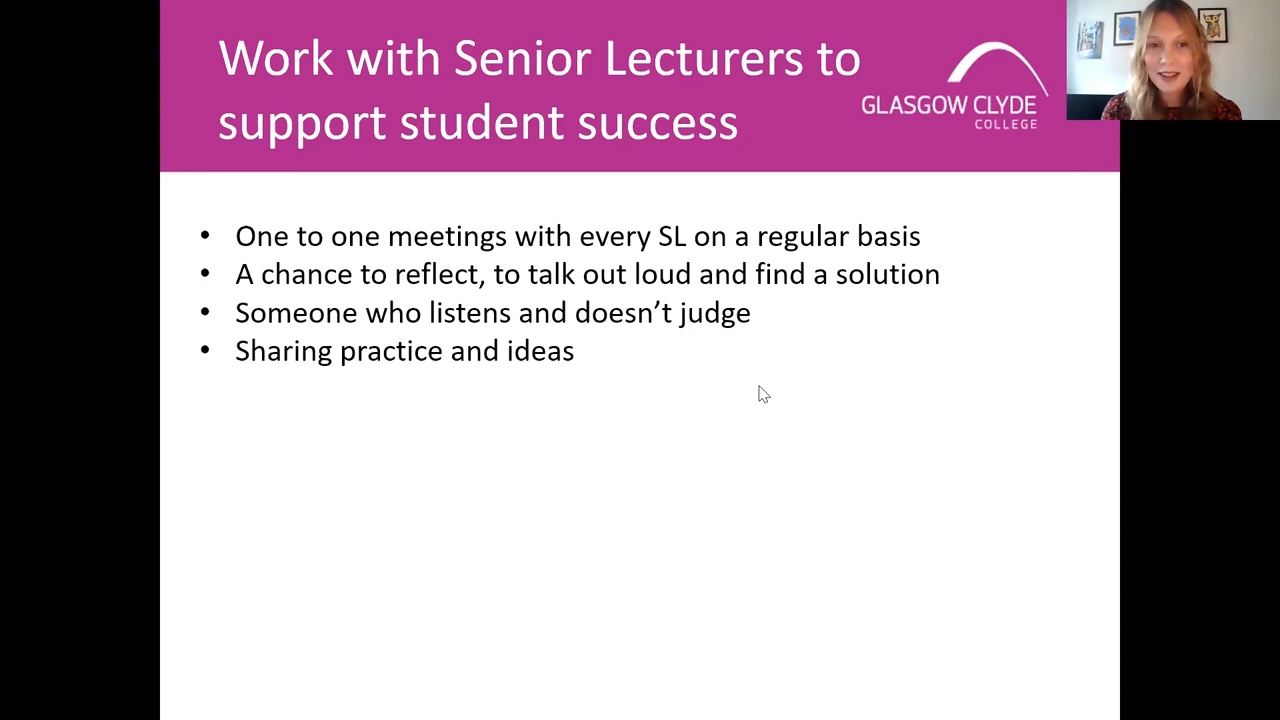 Work with Senior Lecturers to
support student success
GLASGOW CLYDE
COLLEGE
• One to one meetings with every SL on a regular basis
• A chance to reflect, to talk out loud and find a solution
• Someone who listens and doesn’t judge
• Sharing practice and ideas